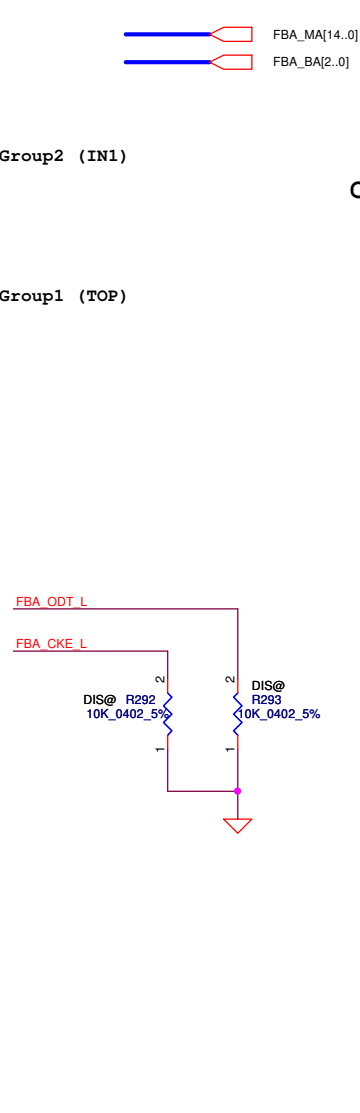 FBA_MA[14..0]
FBA_BA[2..0]
Group2 (IN1)
Group1 (TOP)
FBA_ODT_L
FBA_CKE_L
2
2
DIS@
DIS@ R292
R293
10K_0402_5%
10K_0402_5%
1
1